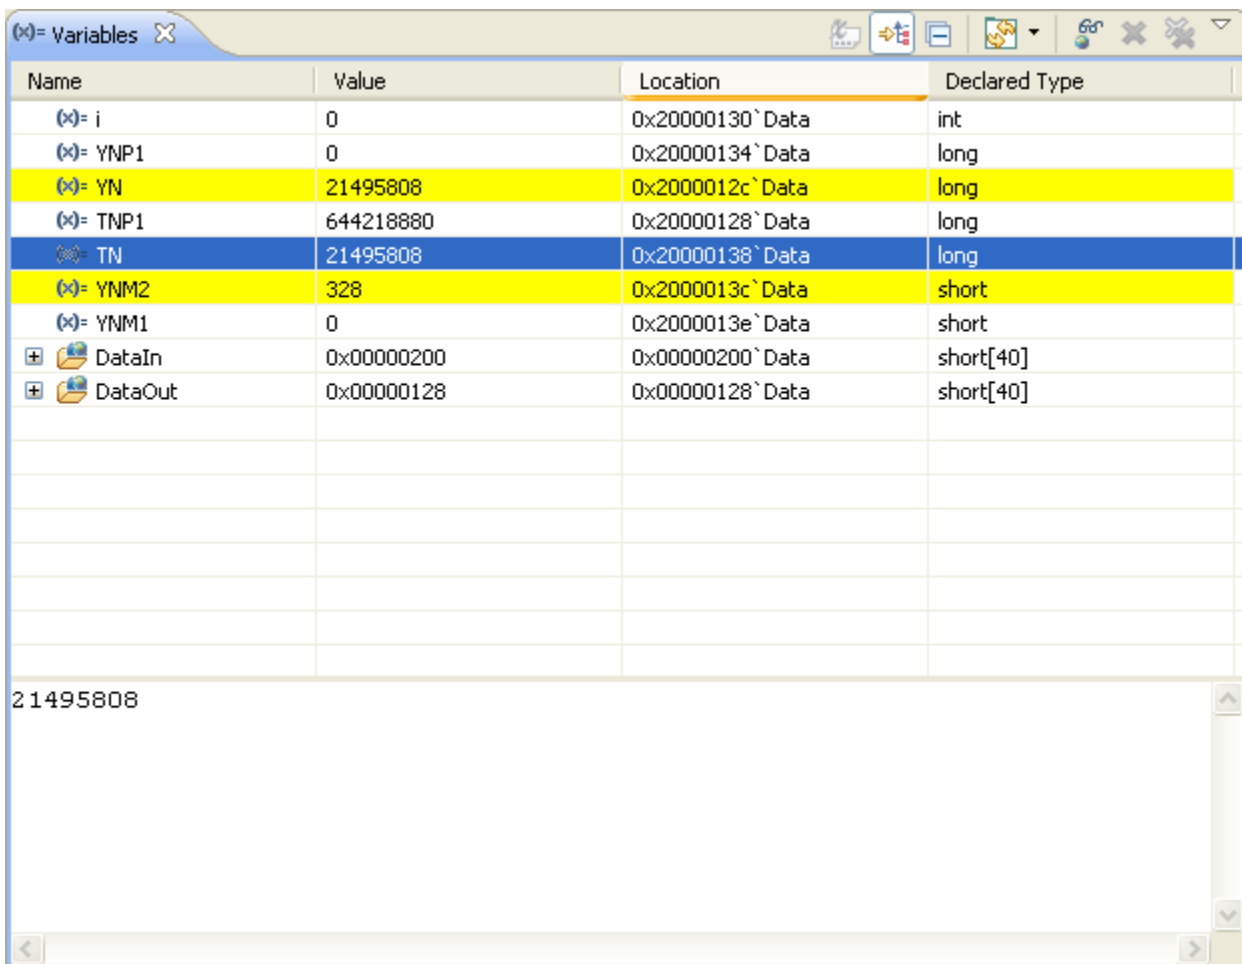 (x)= Variables
Name Value Location Declared Type
(x)= i 0 0x20000130`Data int
(x)= YNP1 0 0x20000134`Data long
(x)= YN 21495808 0x2000012c`Data long
(x)= TNP1 644218880 0x20000128`Data long
(x)= TN 21495808 0x20000138`Data long
(x)= YNM2 328 0x2000013c`Data short
(x)= YNM1 0 0x2000013e`Data short
DataIn 0x00000200 0x00000200`Data short[40]
DataOut 0x00000128 0x00000128`Data short[40]
21495808